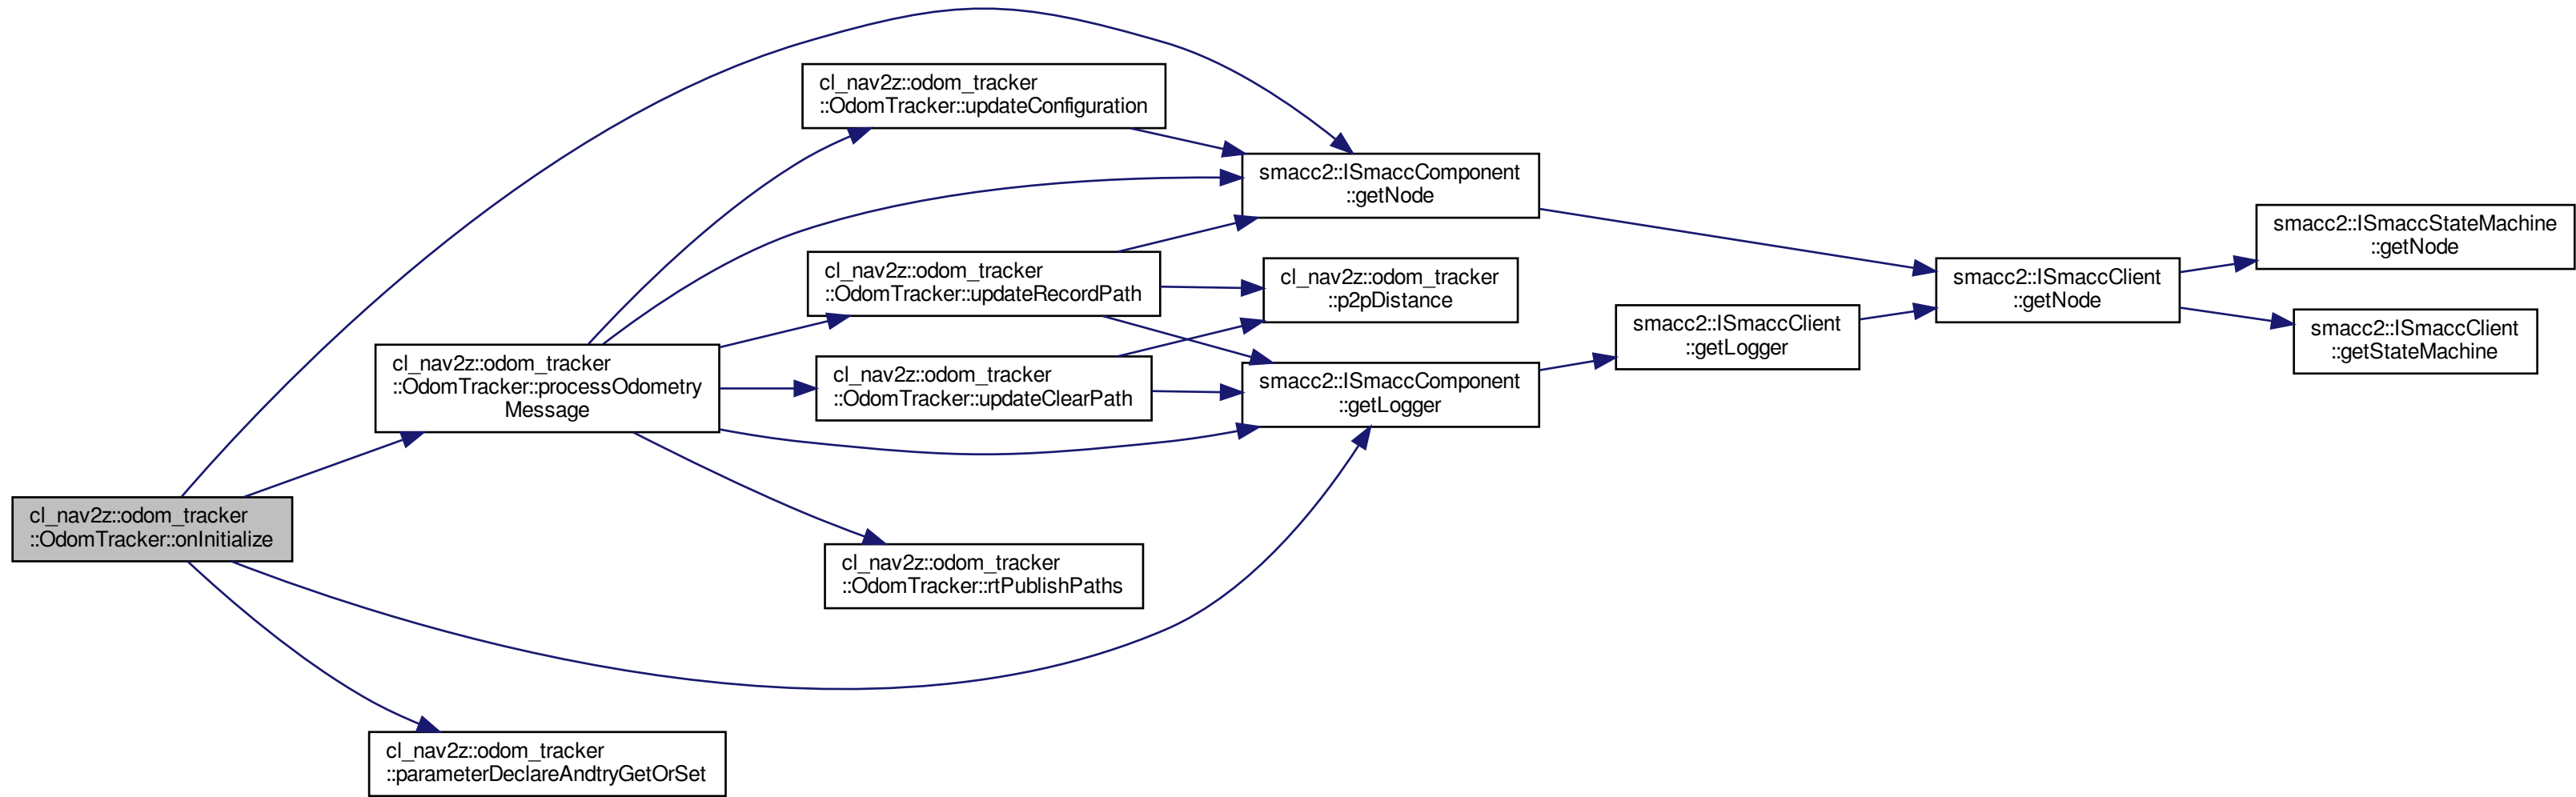 cl_nav2z::odom_tracker
::OdomTracker::onInitialize
cl_nav2z::odom_tracker
::OdomTracker::processOdometry
Message
cl_nav2z::odom_tracker
::parameterDeclareAndtryGetOrSet
cl_nav2z::odom_tracker
::OdomTracker::updateConfiguration
cl_nav2z::odom_tracker
::OdomTracker::updateRecordPath
cl_nav2z::odom_tracker
::OdomTracker::updateClearPath
cl_nav2z::odom_tracker
::OdomTracker::rtPublishPaths
smacc2::ISmaccComponent
::getNode
cl_nav2z::odom_tracker
::p2pDistance
smacc2::ISmaccComponent
::getLogger
smacc2::ISmaccClient
::getLogger
smacc2::ISmaccClient
::getNode
smacc2::ISmaccStateMachine
::getNode
smacc2::ISmaccClient
::getStateMachine